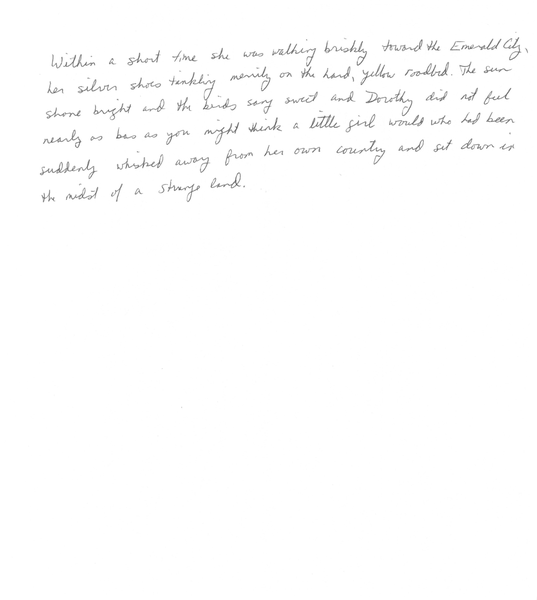 Within a short time she was walking briskly toward the Emerald City,
her silver shoes tinkling merrily on the hard, yellow roadbed. The sun
shone bright and the birds sang sweet and Dorothy did not feel
nearly as bas as you might think a little girl would who had been
suddenly whisked away from her own country and set down in
the midst of a strange land.